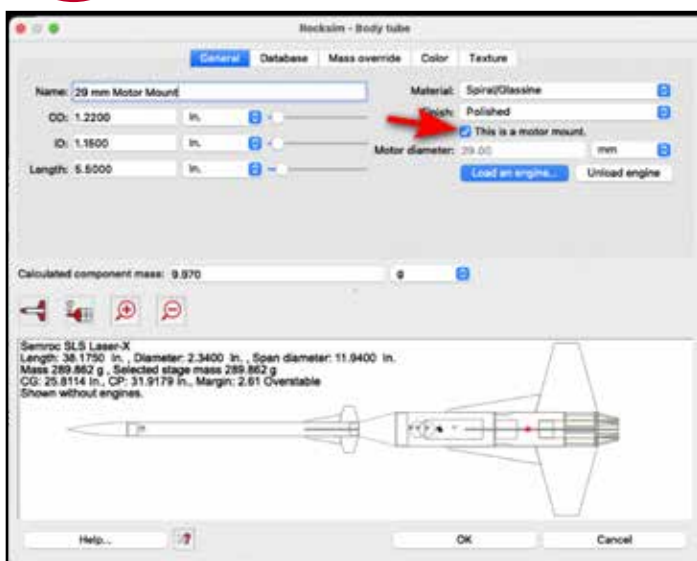 Rocksim - Body tube
General Database Mass override Color Texture
Name: 29 mm Motor Mount
Material: Spiral/Glassine
OD: 1.2200 In.
Finish: Polished
This is a motor mount.
ID: 1.1500 In.
Motor diameter: 29.00 mm
Length: 5.5000 In.
Load an engine... Unload engine
Calculated component mass: 9.970 g
Semroc SLS Laser-X
Length: 38.1750 In. , Diameter: 2.3400 In. , Span diameter: 11.9400 In.
Mass 289.862 g , Selected stage mass 289.862 g
CG: 25.8114 In., CP: 31.9179 In., Margin: 2.61 Overstable
Shown without engines.
Help... OK Cancel